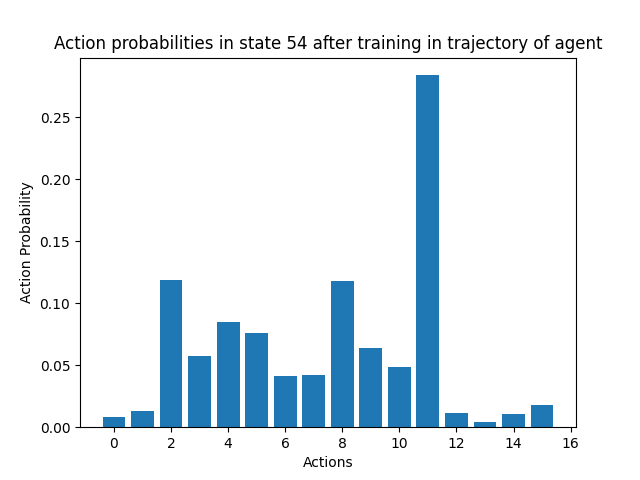 Action probabilities in state 54 after training in trajectory of agent
0.25
0.20
0.15
0.10
0.05
0.00
Action Probability
0 2 4 6 8 10 12 14 16
Actions